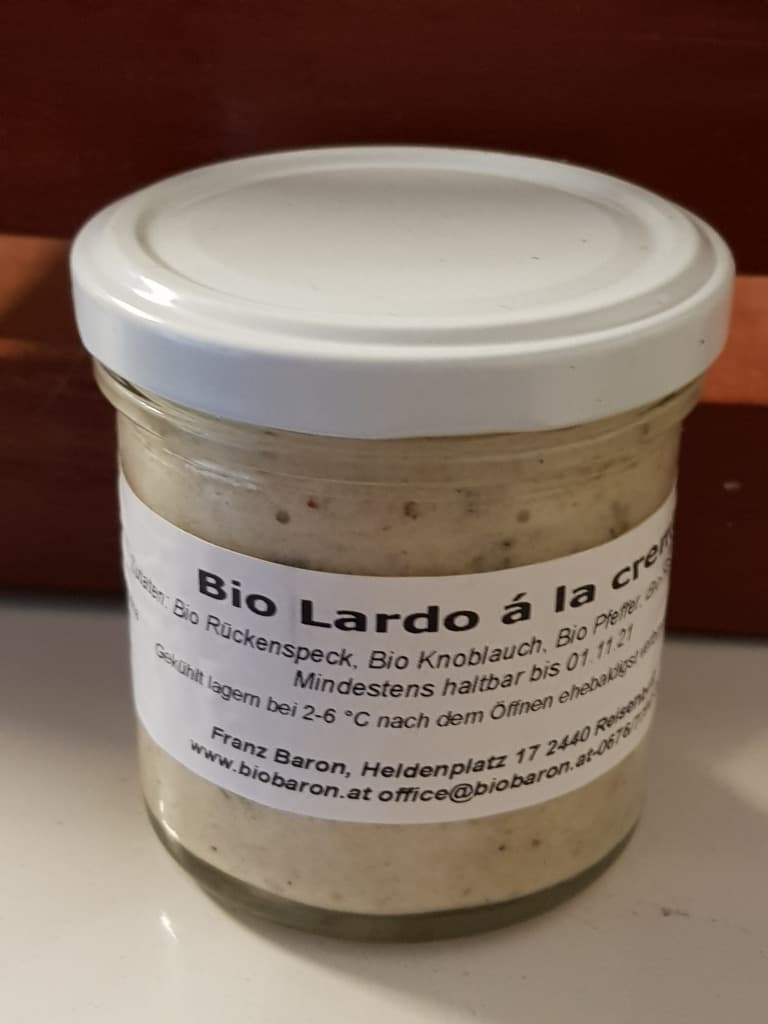 Bio Lardo á la crem
Zutaten: Bio Rückenspeck, Bio Knoblauch, Bio Pfeffer, Bio
Mindestens haltbar bis 01.11.21
Gekühlt lagern bei 2-6 °C nach dem Öffnen ehebaldigst
Franz Baron, Heldenplatz 17 2440 Reisenb
www.biobaron.at office@biobaron.at-0676/77